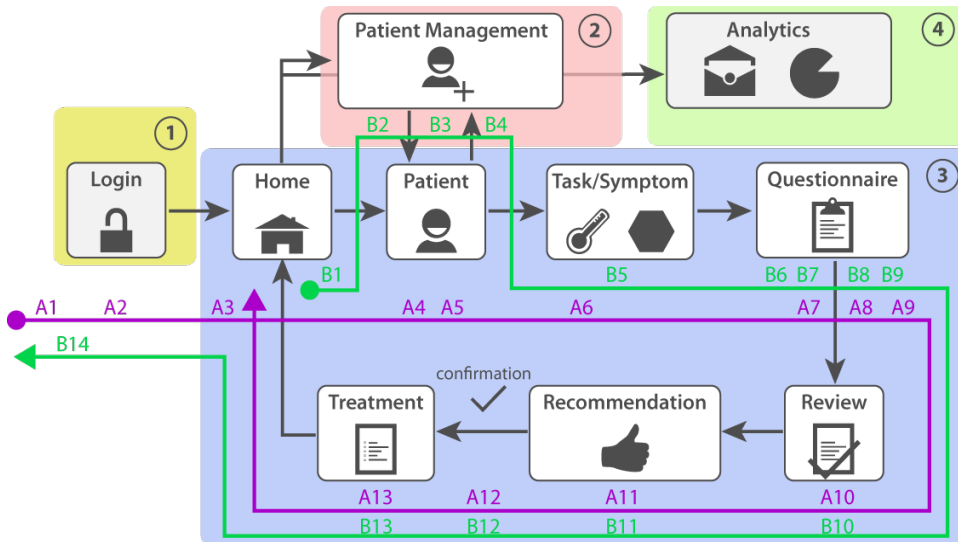 Patient Management
2
Analytics
4
1
B2 B3 B4
Login
Home
Patient
Task/Symptom
Questionnaire
3
B1
B5
B6 B7 B8 B9
A1 A2 A3 A4 A5 A6 A7 A8 A9
B14
confirmation
Treatment
Recommendation
Review
A13 A12 A11 A10
B13 B12 B11 B10